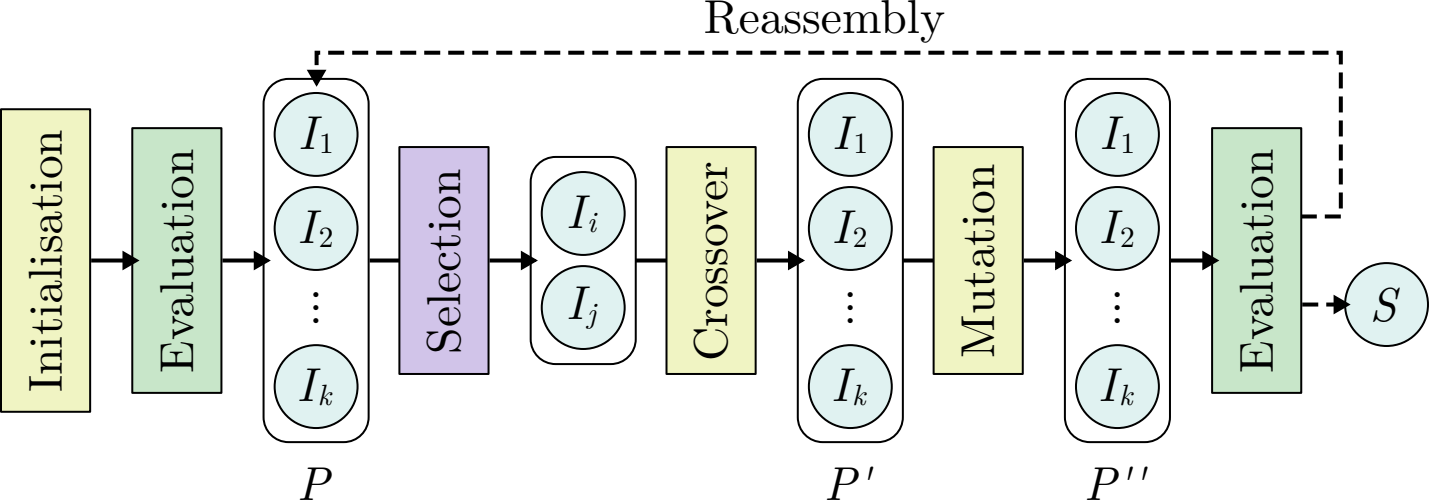 Reassembly
Initialisation
Evaluation
I₁
I₂
⋮
Iₖ
P
Selection
Iᵢ
Iⱼ
Crossover
I₁
I₂
⋮
Iₖ
P′
Mutation
I₁
I₂
⋮
Iₖ
P′′
Evaluation
S